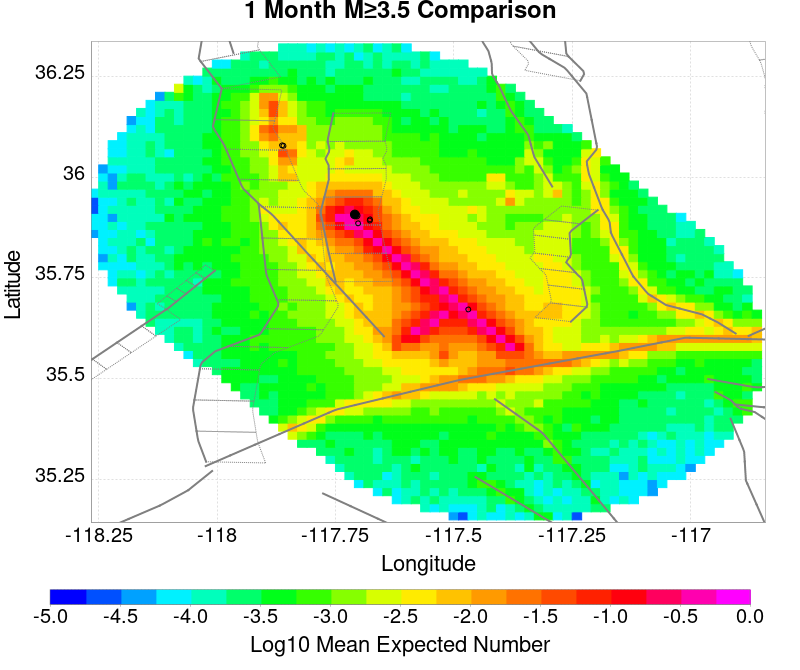 1 Month M≥3.5 Comparison
36.25
36
35.75
35.5
35.25
Latitude
-118.25 -118 -117.75 -117.5 -117.25 -117
Longitude
-5.0 -4.5 -4.0 -3.5 -3.0 -2.5 -2.0 -1.5 -1.0 -0.5 0.0
Log10 Mean Expected Number